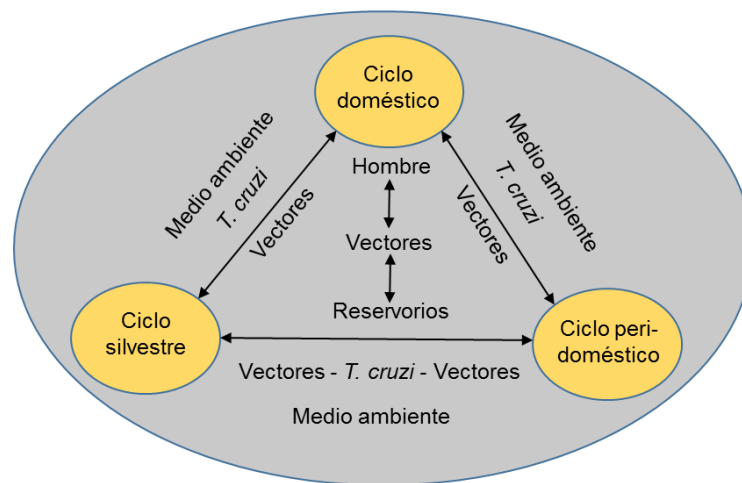 Ciclo
doméstico
Medio ambiente
T. cruzi
Vectores
Medio ambiente
T. cruzi
Vectores
Hombre
Vectores
Reservorios
Ciclo
silvestre
Ciclo peri-
doméstico
Vectores - T. cruzi - Vectores
Medio ambiente